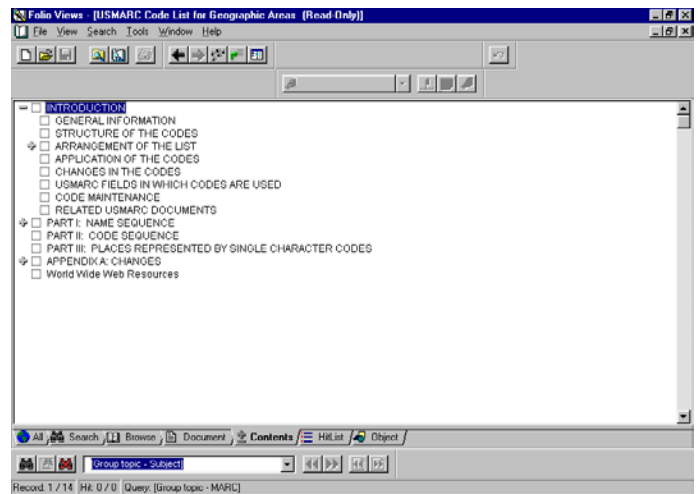 Folio Views - [USMARC Code List for Geographic Areas (Read-Only)]
File View Search Tools Window Help
INTRODUCTION
GENERAL INFORMATION
STRUCTURE OF THE CODES
ARRANGEMENT OF THE LIST
APPLICATION OF THE CODES
CHANGES IN THE CODES
USMARC FIELDS IN WHICH CODES ARE USED
CODE MAINTENANCE
RELATED USMARC DOCUMENTS
PART I: NAME SEQUENCE
PART II: CODE SEQUENCE
PART III: PLACES REPRESENTED BY SINGLE CHARACTER CODES
APPENDIX A: CHANGES
World Wide Web Resources
All Search Browse Document Contents HitList Object
[Group topic - Subject]
Record: 1 / 14 Hit: 0 / 0 Query: [Group topic - MARC]